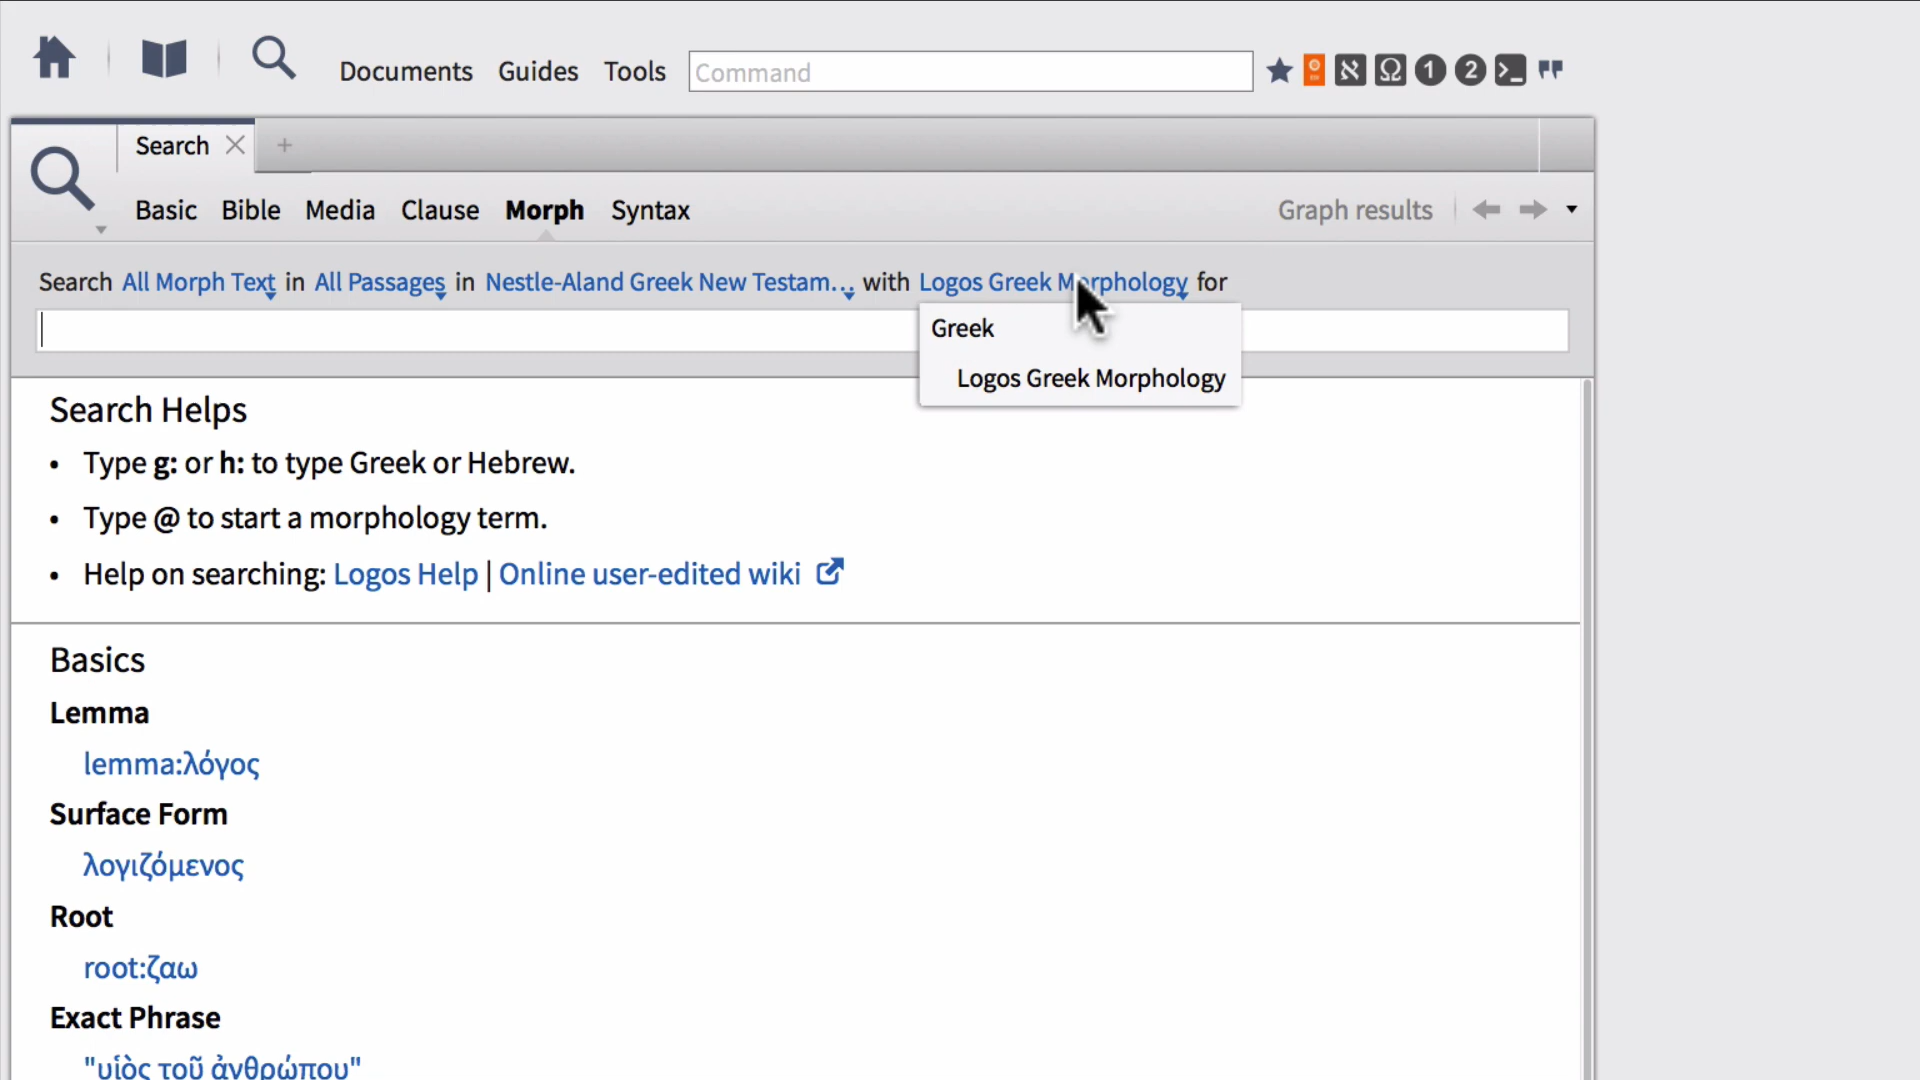 Documents Guides Tools Command
Search
Basic Bible Media Clause Morph Syntax Graph results
Search All Morph Text in All Passages in Nestle-Aland Greek New Testam... with Logos Greek Morphology for
Greek
Logos Greek Morphology
Search Helps
• Type g: or h: to type Greek or Hebrew.
• Type @ to start a morphology term.
• Help on searching: Logos Help | Online user-edited wiki
Basics
Lemma
lemma:λόγος
Surface Form
λογιζόμενος
Root
root:ζαω
Exact Phrase
"υἱὸς τοῦ ἀνθρώπου"